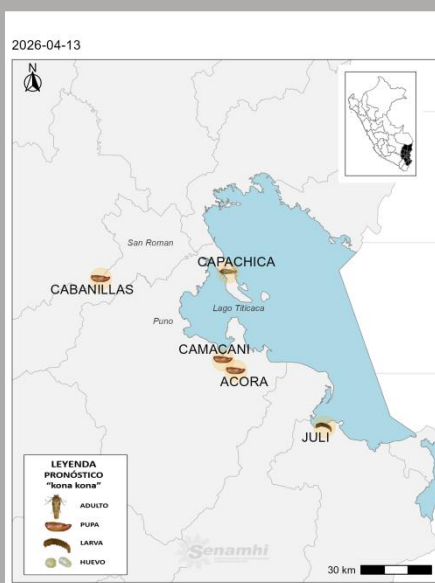 2026-04-13
N
San Roman
CAPACHICA
CABANILLAS
Lago Titicaca
Puno
CAMACANI
ACORA
JULI
LEYENDA
PRONÓSTICO
"kona kona"
ADULTO
PUPA
LARVA
HUEVO
Senamhi
30 km